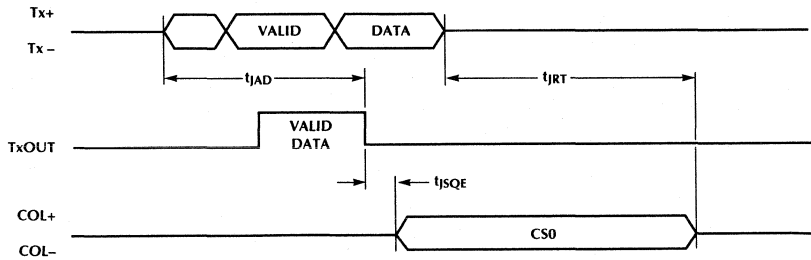 Tx+
Tx –
VALID
DATA
tJAD
tJRT
TxOUT
VALID
DATA
tJSQE
COL+
COL–
CS0